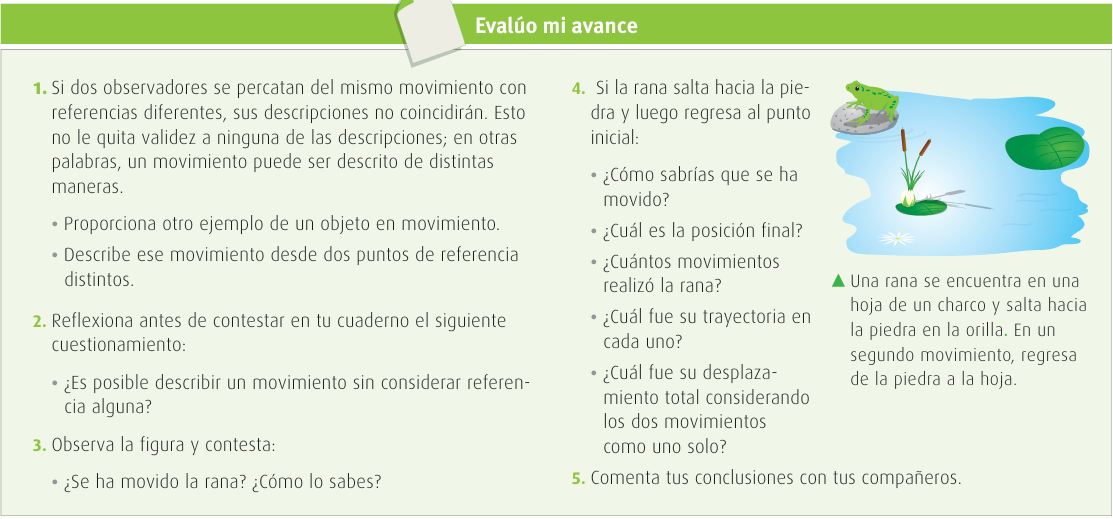 Evalúo mi avance
1. Si dos observadores se percatan del mismo movimiento con
referencias diferentes, sus descripciones no coincidirán. Esto
no le quita validez a ninguna de las descripciones; en otras
palabras, un movimiento puede ser descrito de distintas
maneras.
• Proporciona otro ejemplo de un objeto en movimiento.
• Describe ese movimiento desde dos puntos de referencia
distintos.
2. Reflexiona antes de contestar en tu cuaderno el siguiente
cuestionamiento:
• ¿Es posible describir un movimiento sin considerar referen-
cia alguna?
3. Observa la figura y contesta:
• ¿Se ha movido la rana? ¿Cómo lo sabes?
4. Si la rana salta hacia la pie-
dra y luego regresa al punto
inicial:
• ¿Cómo sabrías que se ha
movido?
• ¿Cuál es la posición final?
• ¿Cuántos movimientos
realizó la rana?
• ¿Cuál fue su trayectoria en
cada uno?
• ¿Cuál fue su desplaza-
miento total considerando
los dos movimientos
como uno solo?
▲ Una rana se encuentra en una
hoja de un charco y salta hacia
la piedra en la orilla. En un
segundo movimiento, regresa
de la piedra a la hoja.
5. Comenta tus conclusiones con tus compañeros.